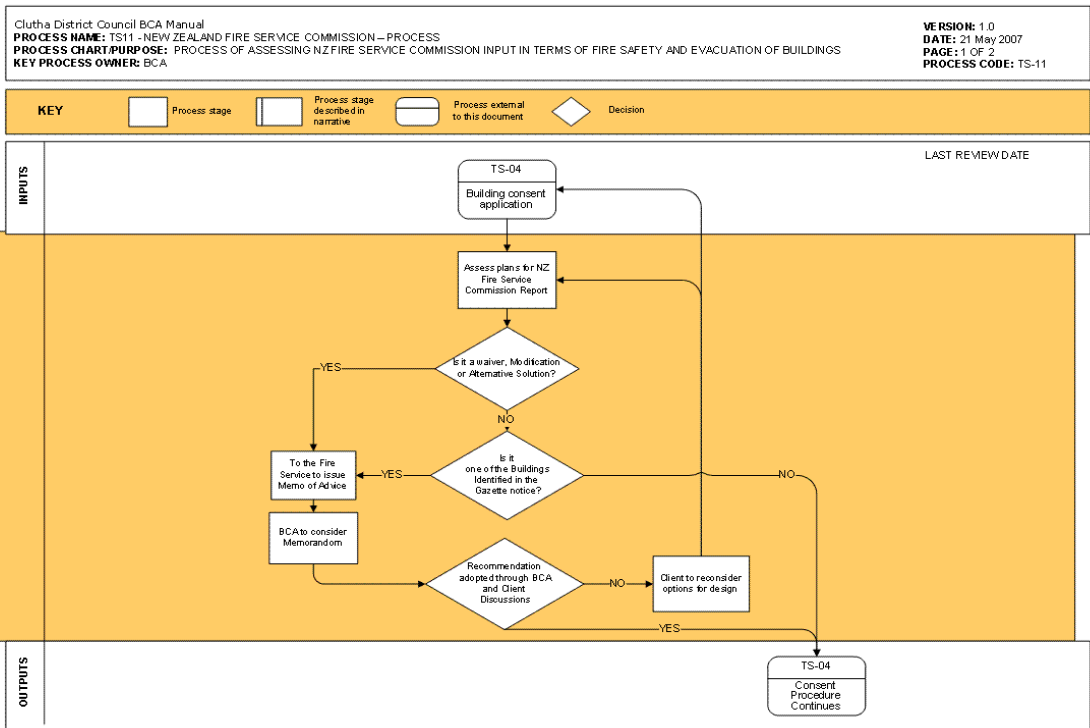 Clutha District Council BCA Manual
PROCESS NAME: TS11 - NEW ZEALAND FIRE SERVICE COMMISSION – PROCESS
PROCESS CHART/PURPOSE: PROCESS OF ASSESSING NZ FIRE SERVICE COMMISSION INPUT IN TERMS OF FIRE SAFETY AND EVACUATION OF BUILDINGS
KEY PROCESS OWNER: BCA
VERSION: 1.0
DATE: 21 May 2007
PAGE: 1 OF 2
PROCESS CODE: TS-11
KEY
Process stage
Process stage
described in
narrative
Process external
to this document
Decision
INPUTS
LAST REVIEW DATE
TS-04
Building consent
application
Assess plans for NZ
Fire Service
Commission Report
Is it a waiver, Modification
or Alternative Solution?
YES
NO
To the Fire
Service to issue
Memo of Advice
YES
Is it
one of the Buildings
Identified in the
Gazette notice?
NO
BCA to consider
Memorandom
Recommendation
adopted through BCA
and Client
Discussions
NO
Client to reconsider
options for design
YES
OUTPUTS
TS-04
Consent
Procedure
Continues